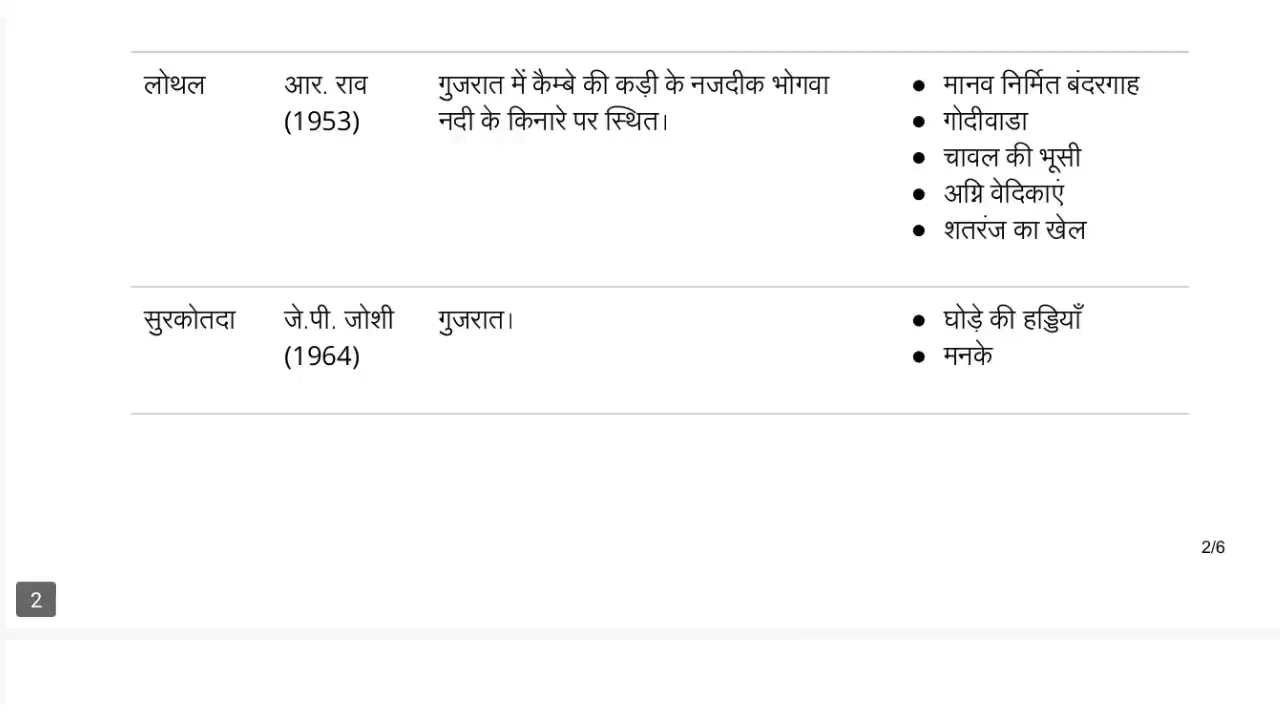 लोथल
आर. राव
(1953)
गुजरात में कैम्बे की कड़ी के नजदीक भोगवा
नदी के किनारे पर स्थित।
● मानव निर्मित बंदरगाह
● गोदीवाडा
● चावल की भूसी
● अग्नि वेदिकाएं
● शतरंज का खेल
सुरकोतदा
जे.पी. जोशी
(1964)
गुजरात।
● घोड़े की हड्डियाँ
● मनके
2/6
2